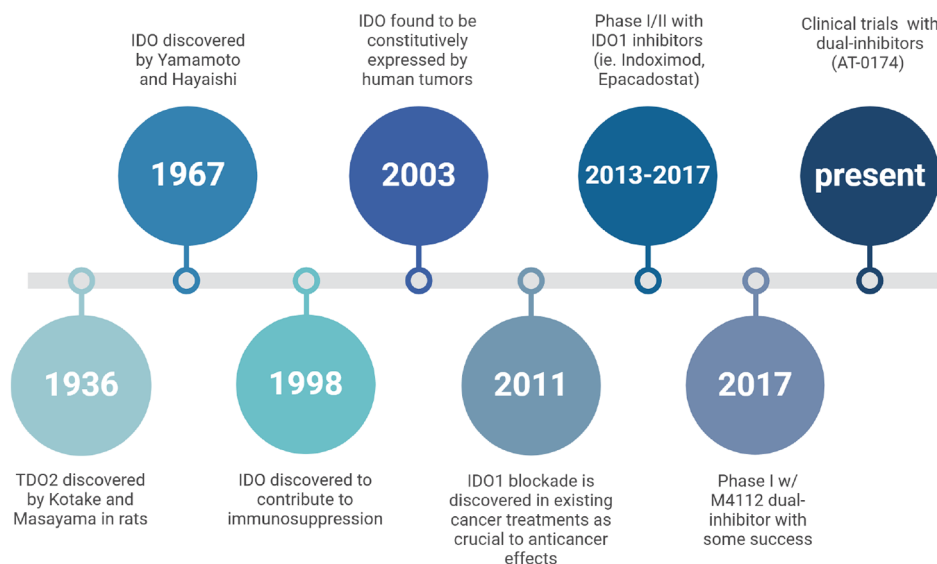 IDO discovered
by Yamamoto
and Hayaishi
1967
IDO found to be
constitutively
expressed by
human tumors
2003
Phase I/II with
IDO1 inhibitors
(ie. Indoximod,
Epacadostat)
2013-2017
Clinical trials with
dual-inhibitors
(AT-0174)
present
1936
TDO2 discovered
by Kotake and
Masayama in rats
1998
IDO discovered to
contribute to
immunosuppression
2011
IDO1 blockade is
discovered in existing
cancer treatments as
crucial to anticancer
effects
2017
Phase I w/
M4112 dual-
inhibitor with
some success